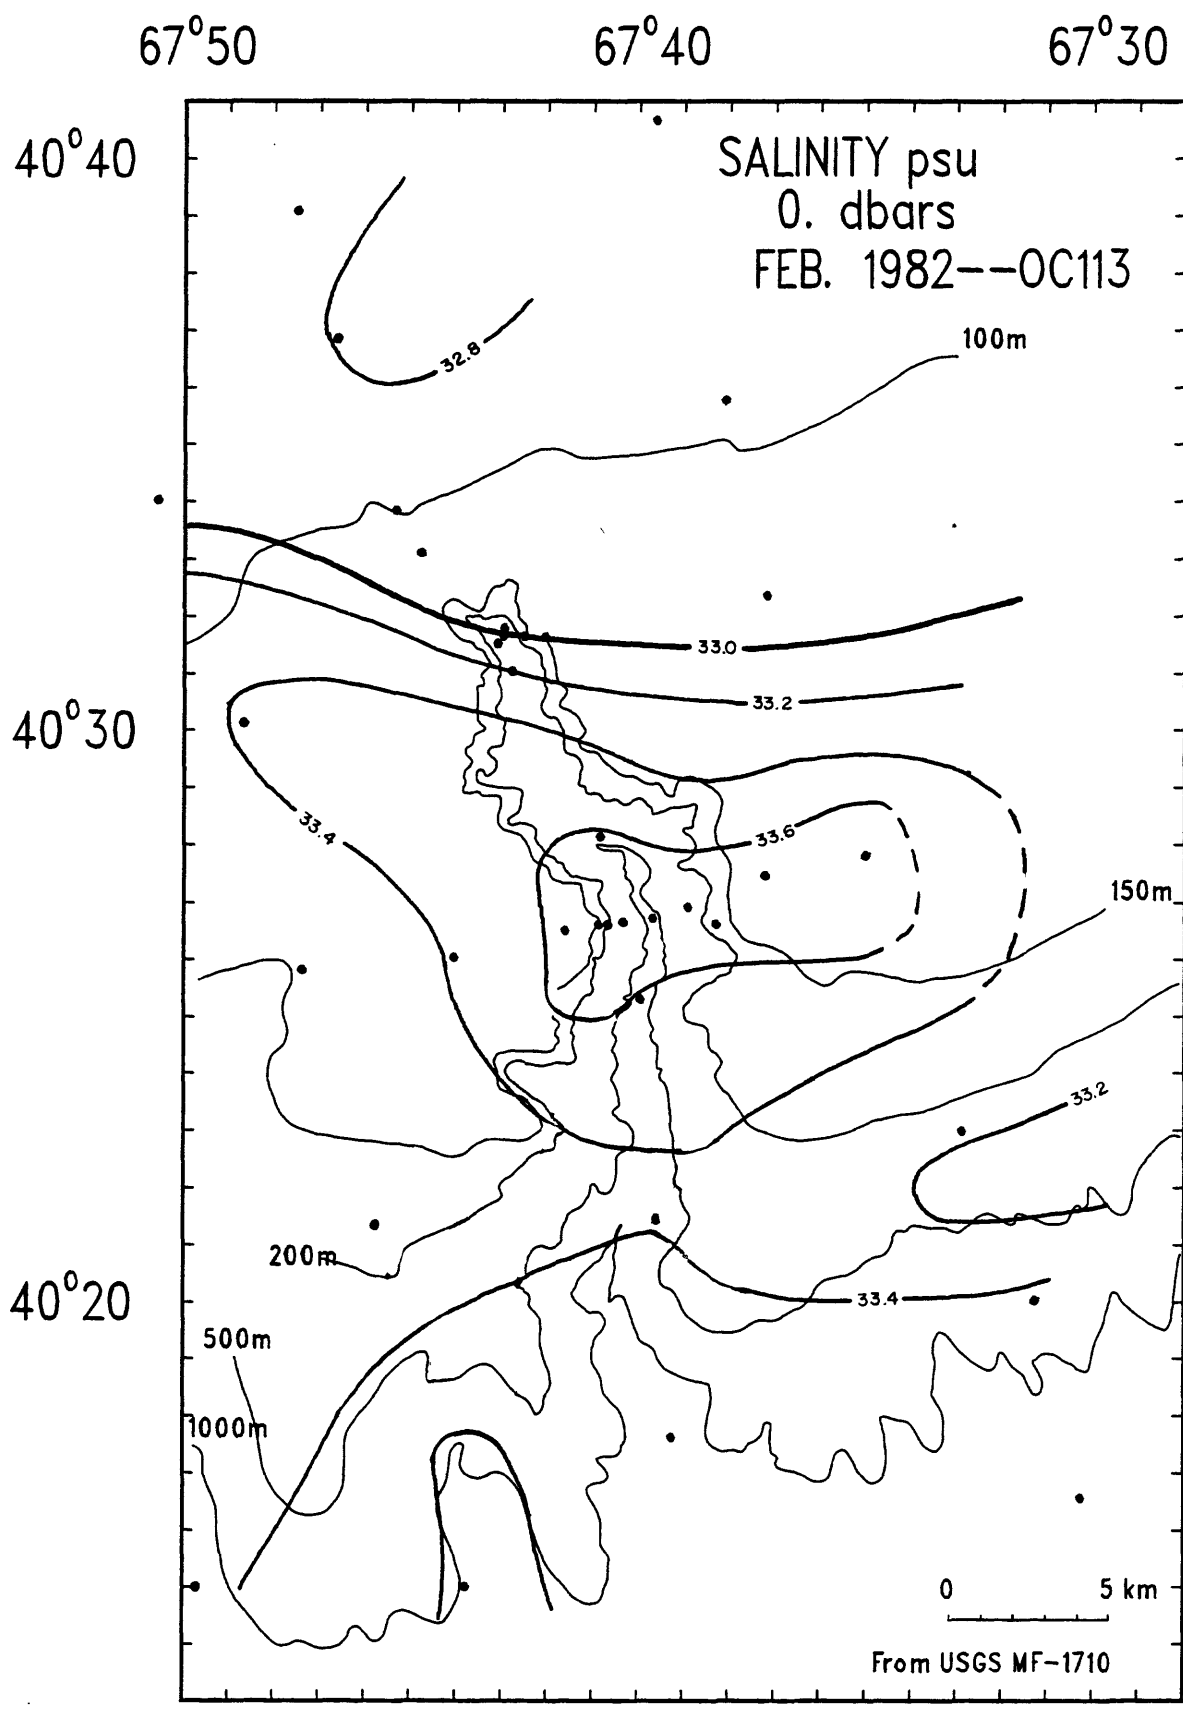 67°50 67°40 67°30
40°40
SALINITY psu
0. dbars
FEB. 1982--OC113
100m
32.8
33.0
33.2
40°30
33.4
33.6
150m
33.2
200m
40°20
33.4
500m
1000m
0 5 km
From USGS MF-1710